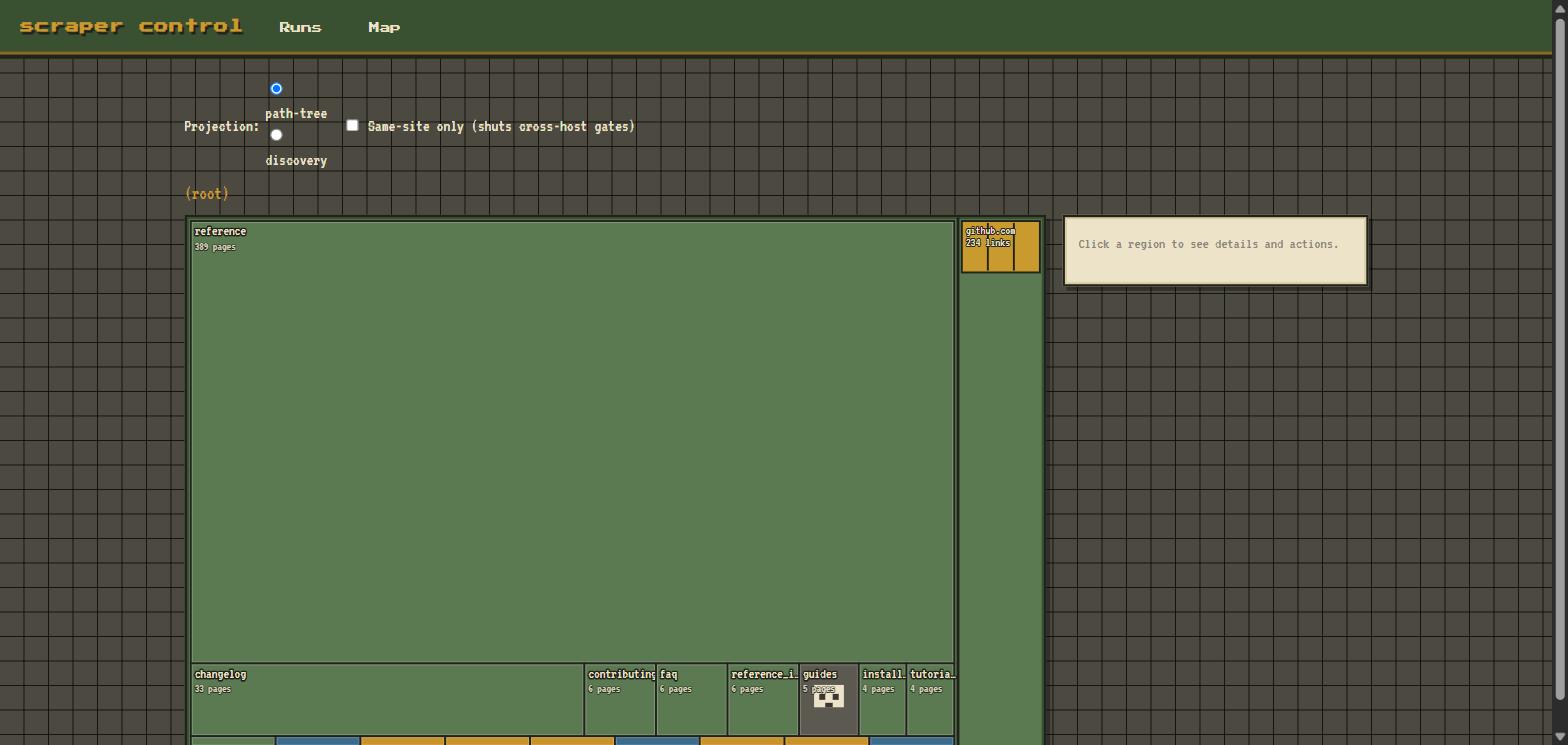 scraper control Runs Map
path-tree
Projection:
Same-site only (shuts cross-host gates)
discovery
(root)
reference
389 pages
github.com
234 links
Click a region to see details and actions.
changelog
33 pages
contributing
6 pages
faq
6 pages
reference_i…
6 pages
guides
5 pages
install…
4 pages
tutoria…
4 pages